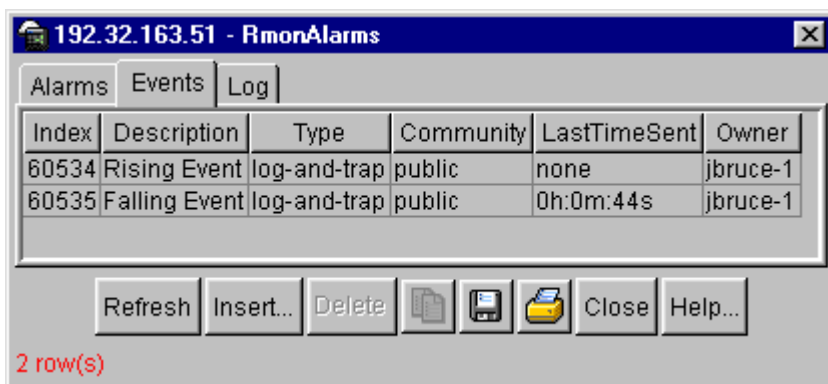 192.32.163.51 - RmonAlarms
Alarms Events Log
Index Description Type Community LastTimeSent Owner
60534 Rising Event log-and-trap public none jbruce-1
60535 Falling Event log-and-trap public 0h:0m:44s jbruce-1
Refresh Insert... Delete Close Help...
2 row(s)